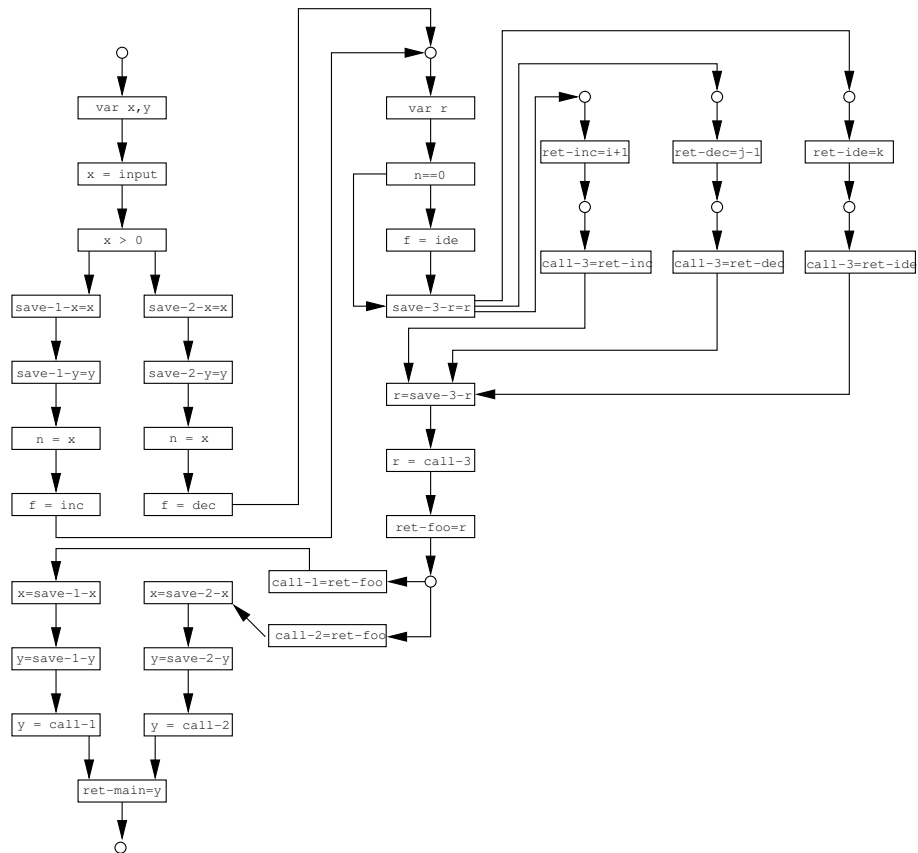 var x,y
x = input
x > 0
save-1-x=x
save-2-x=x
save-1-y=y
save-2-y=y
n = x
n = x
f = inc
f = dec
var r
n==0
f = ide
save-3-r=r
ret-inc=i+1
ret-dec=j-1
ret-ide=k
call-3=ret-inc
call-3=ret-dec
call-3=ret-ide
r=save-3-r
r = call-3
ret-foo=r
call-1=ret-foo
call-2=ret-foo
x=save-1-x
x=save-2-x
y=save-1-y
y=save-2-y
y = call-1
y = call-2
ret-main=y